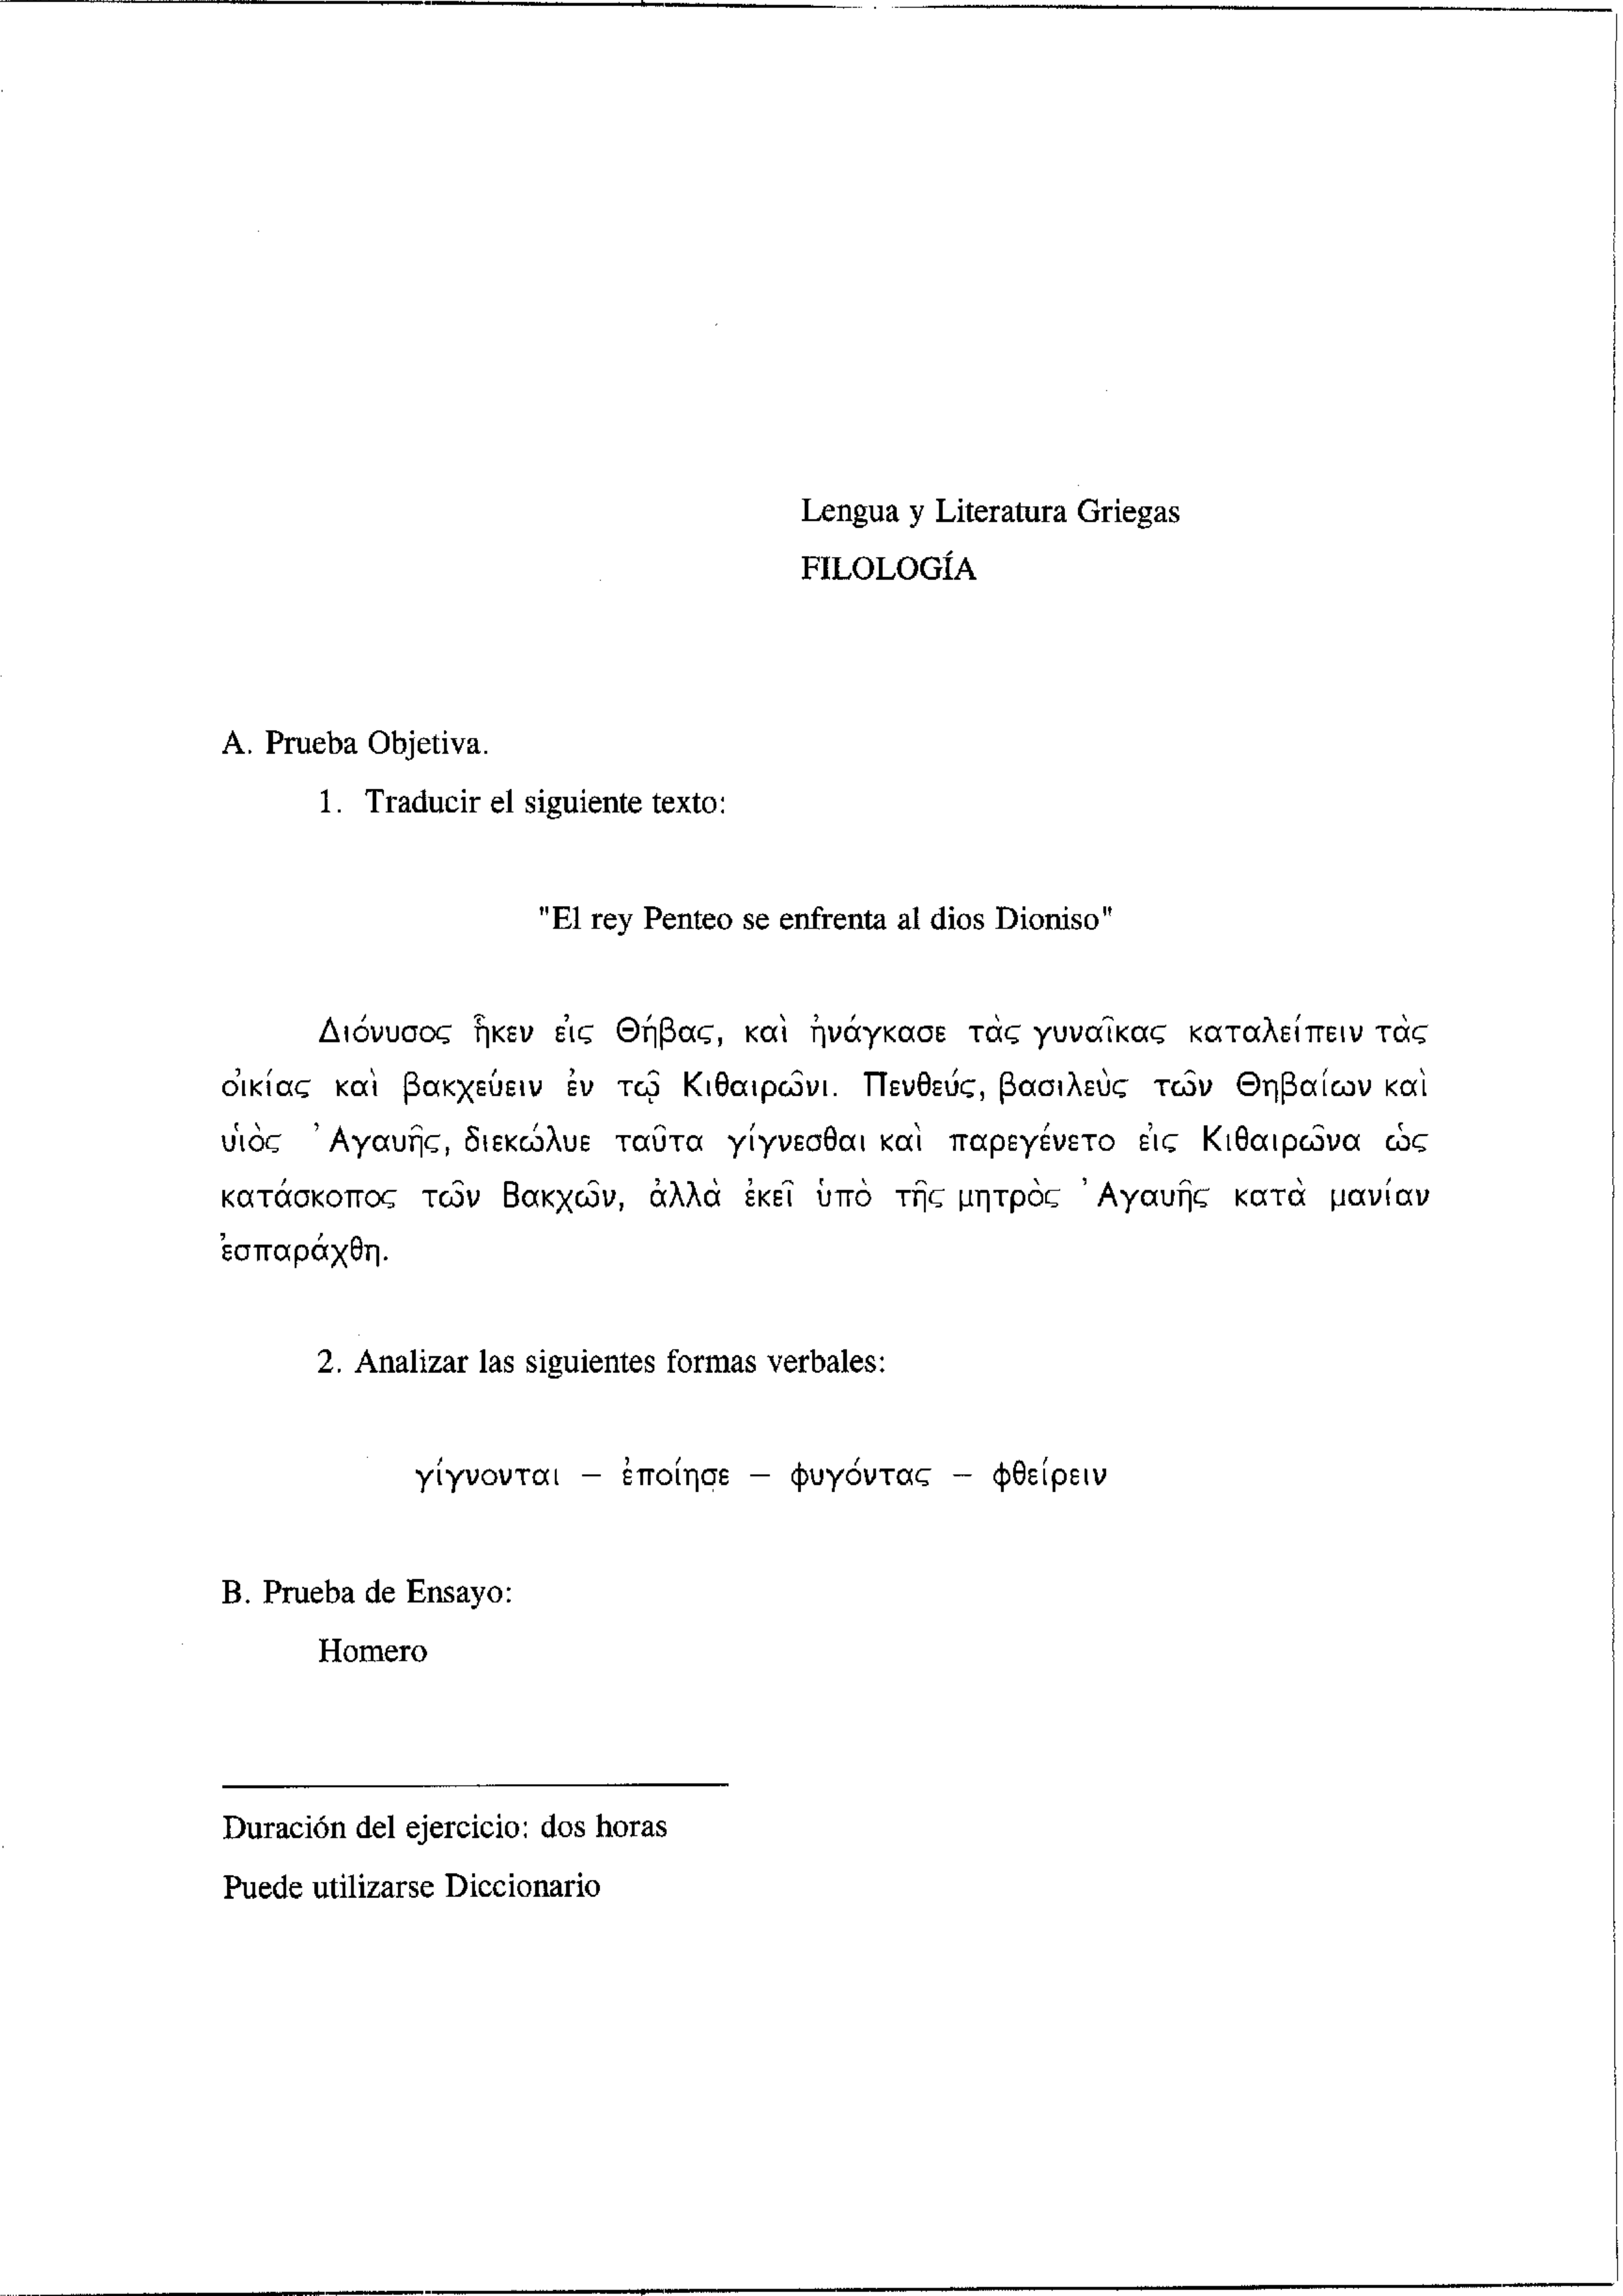 Lengua y Literatura Griegas
FILOLOGÍA
A. Prueba Objetiva.
1. Traducir el siguiente texto:
"El rey Penteo se enfrenta al dios Dioniso"
Διόνυσος ἧκεν εἰς Θήβας, καὶ ἠνάγκασε τὰς γυναῖκας καταλείπειν τὰς
οἰκίας καὶ βακχεύειν ἐν τῷ Κιθαιρῶνι. Πενθεύς, βασιλεὺς τῶν Θηβαίων καὶ
υἱὸς ᾿Αγαυῆς, διεκώλυε ταῦτα γίγνεσθαι καὶ παρεγένετο εἰς Κιθαιρῶνα ὡς
κατάσκοπος τῶν Βακχῶν, ἀλλὰ ἐκεῖ ὑπὸ τῆς μητρὸς ᾿Αγαυῆς κατὰ μανίαν
ἐσπαράχθη.
2. Analizar las siguientes formas verbales:
γίγνονται – ἐποίησε – φυγόντας – φθείρειν
B. Prueba de Ensayo:
Homero
Duración del ejercicio: dos horas
Puede utilizarse Diccionario